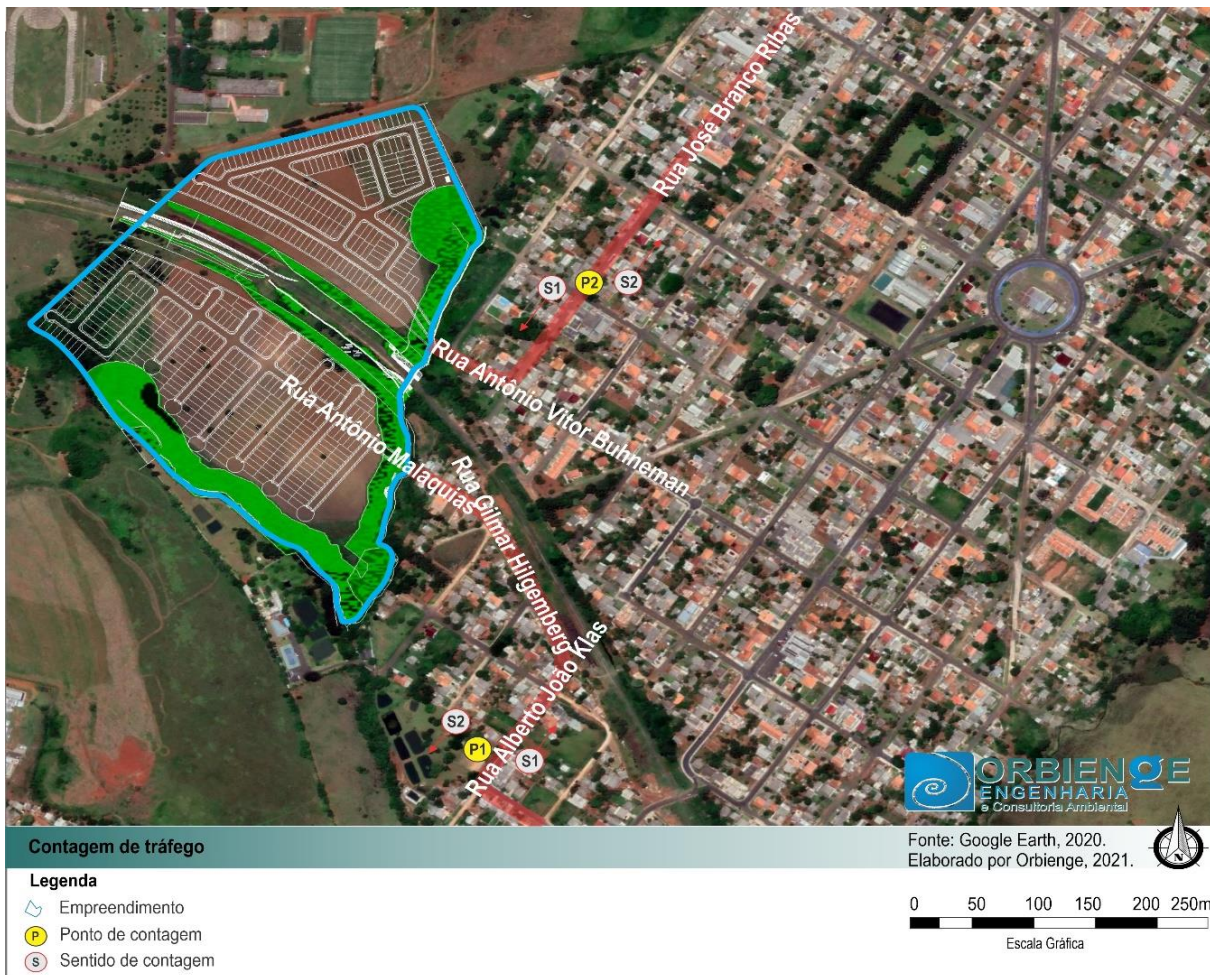 Rua José Branco Ribas
S1
P2
S2
Rua Antônio Vitor Buhneman
Rua Antônio Malaquias
Rua Gilmar Hilgemberg
Rua Alberto João Klas
S2
P1
S1
ORBIENGE
ENGENHARIA
e Consultoria Ambiental
Contagem de tráfego
Fonte: Google Earth, 2020.
Elaborado por Orbienge, 2021.
N
Legenda
Empreendimento
P Ponto de contagem
S Sentido de contagem
0 50 100 150 200 250m
Escala Gráfica